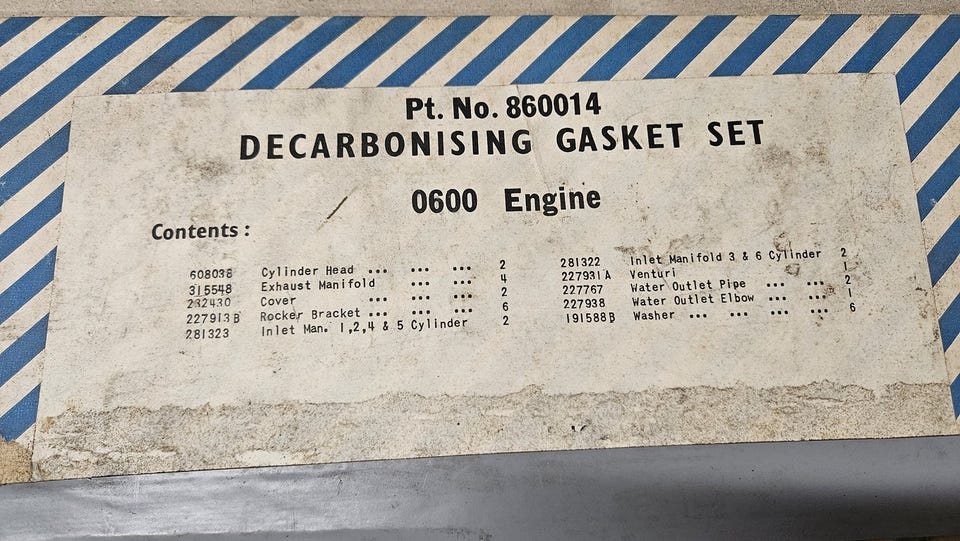 Pt. No. 860014
DECARBONISING GASKET SET
0600 Engine
Contents :
608038 Cylinder Head ... ... ... 2
315548 Exhaust Manifold ... ... 4
232430 Cover ... ... ... 2
227913B Rocker Bracket ... ... ... 6
281323 Inlet Man. 1,2,4 & 5 Cylinder 2
281322 Inlet Manifold 3 & 6 Cylinder 2
227931A Venturi 1
227767 Water Outlet Pipe ... ... 2
227938 Water Outlet Elbow ... ... 1
191588B Washer ... ... ... ... 6